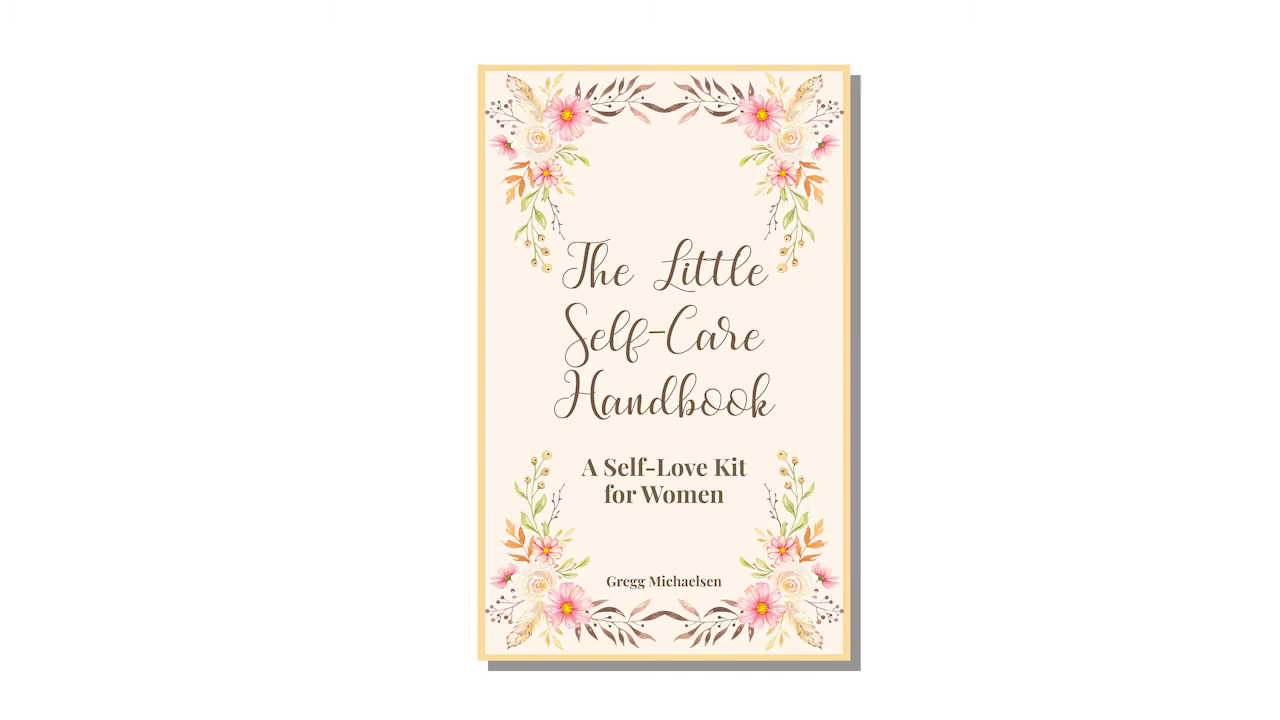 The Little
Self-Care
Handbook
A Self-Love Kit
for Women
Gregg Michaelsen